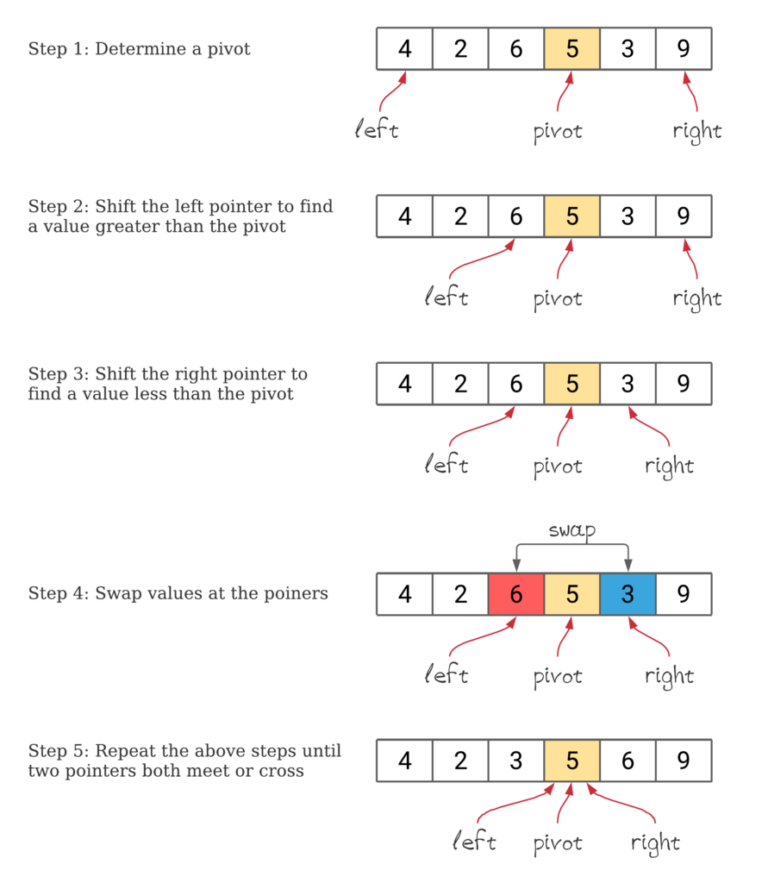 Step 1: Determine a pivot
4 2 6 5 3 9
left pivot right
Step 2: Shift the left pointer to find
a value greater than the pivot
4 2 6 5 3 9
left pivot right
Step 3: Shift the right pointer to
find a value less than the pivot
4 2 6 5 3 9
left pivot right
swap
Step 4: Swap values at the poiners
4 2 6 5 3 9
left pivot right
Step 5: Repeat the above steps until
two pointers both meet or cross
4 2 3 5 6 9
left pivot right